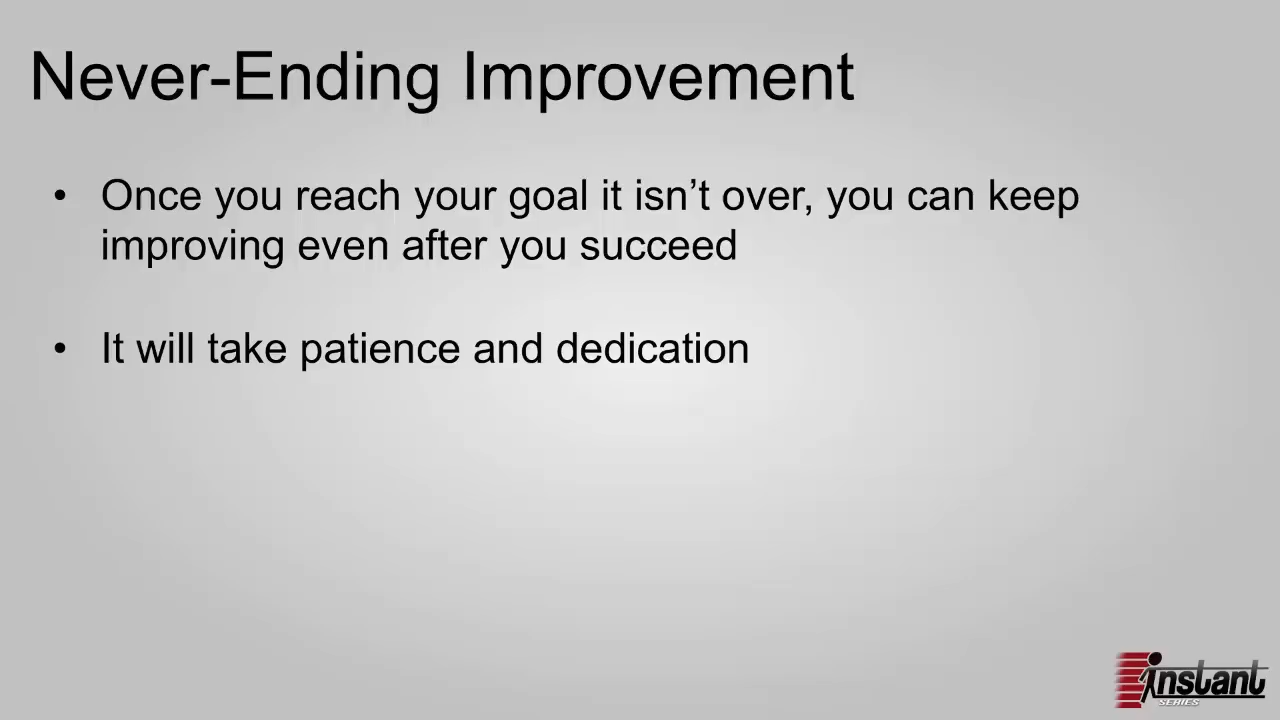 Never-Ending Improvement
• Once you reach your goal it isn’t over, you can keep
improving even after you succeed
• It will take patience and dedication
instant
SERIES